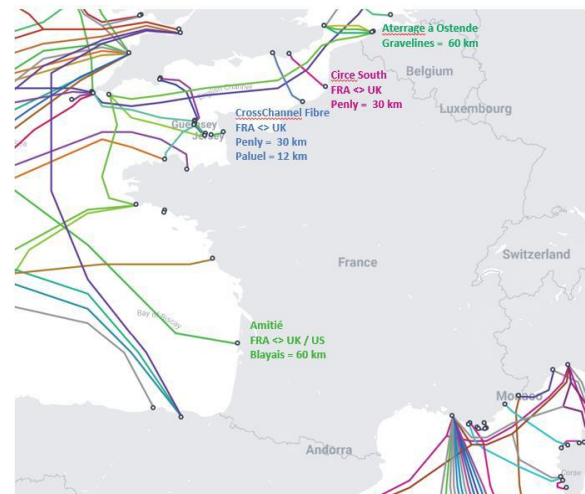 Aterrage à Ostende
Gravelines = 60 km
Belgium
Circe South
FRA <> UK
Penly = 30 km
Luxembourg
CrossChannel Fibre
FRA <> UK
Penly = 30 km
Paluel = 12 km
Guernsey
Jersey
Switzerland
France
Bay of Biscay
Amitié
FRA <> UK / US
Blayais = 60 km
Monaco
Andorra